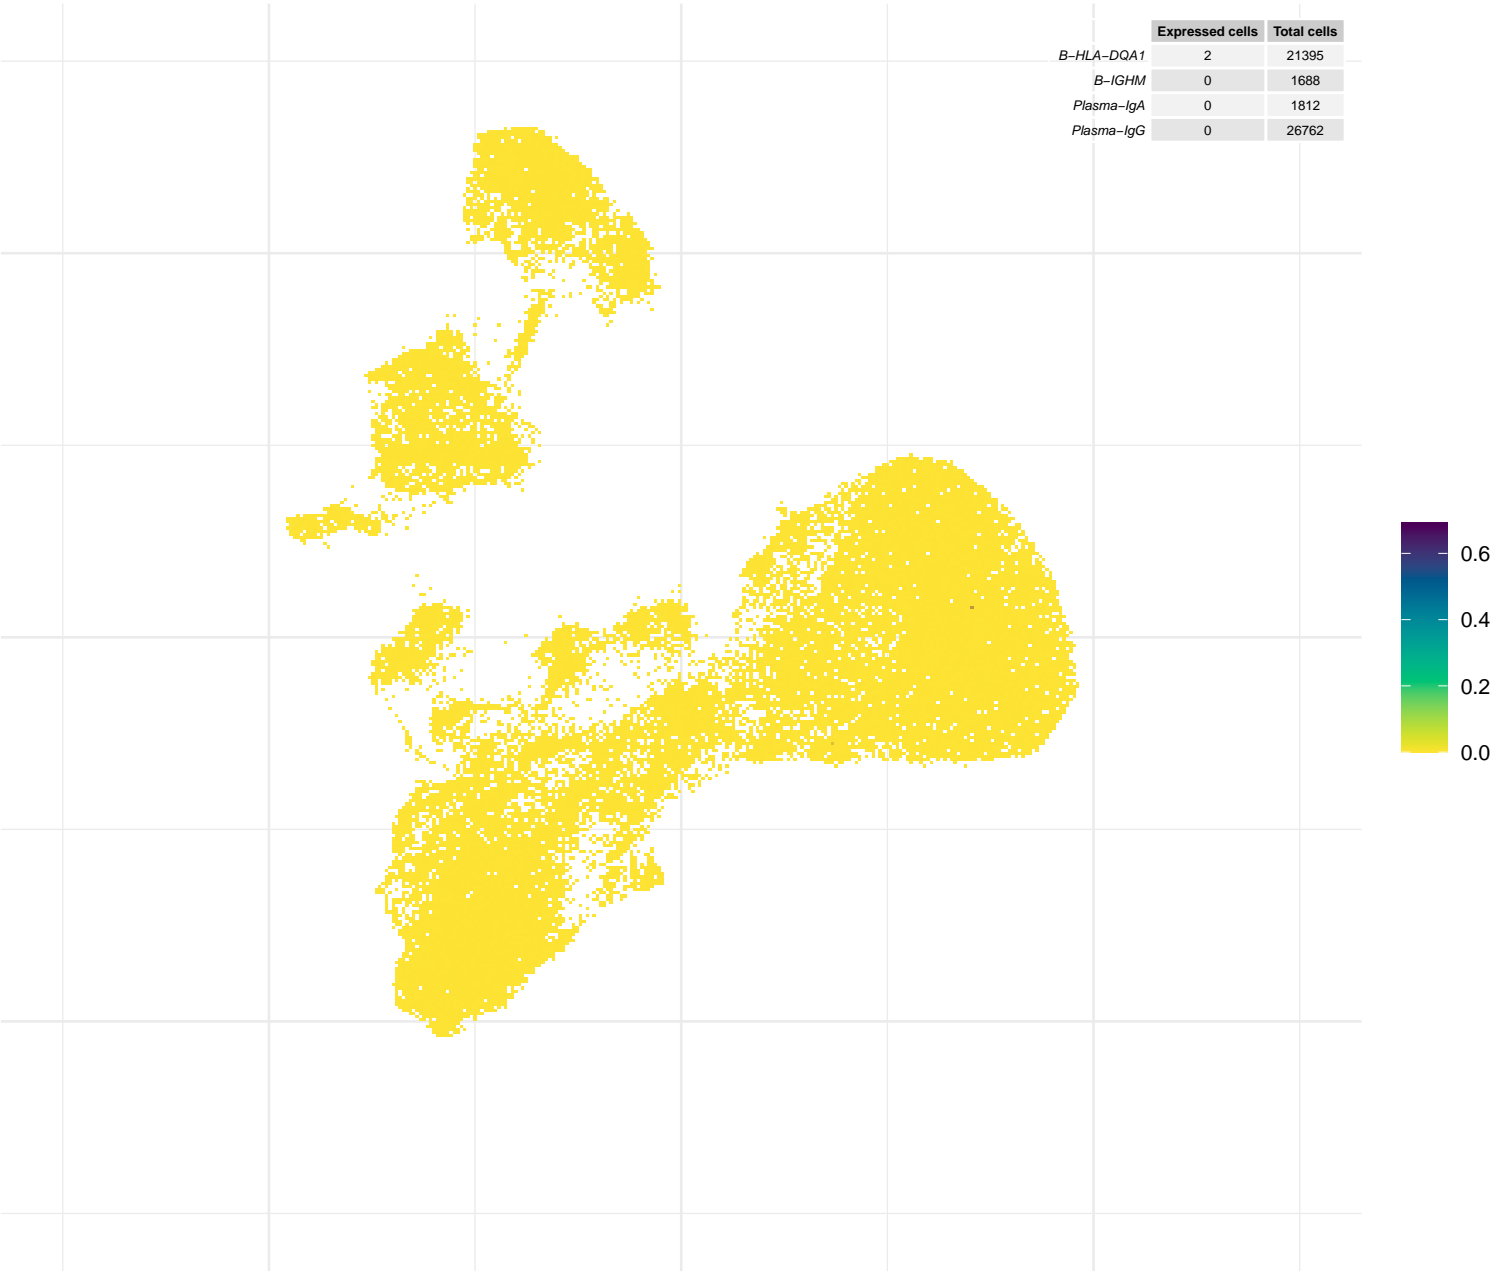 Expressed cells Total cells
B−HLA−DQA1 2 21395
B−IGHM 0 1688
Plasma−IgA 0 1812
Plasma−IgG 0 26762
0.6
0.4
0.2
0.0